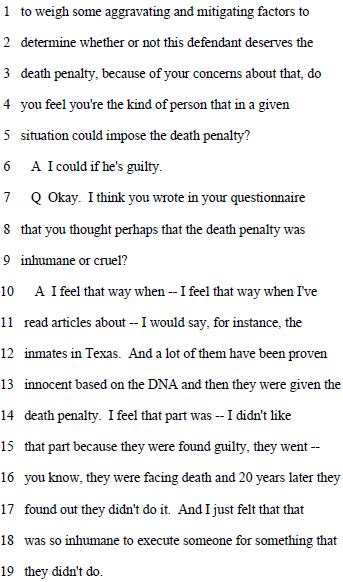 1 to weigh some aggravating and mitigating factors to
2 determine whether or not this defendant deserves the
3 death penalty, because of your concerns about that, do
4 you feel you're the kind of person that in a given
5 situation could impose the death penalty?
6 A I could if he's guilty.
7 Q Okay. I think you wrote in your questionnaire
8 that you thought perhaps that the death penalty was
9 inhumane or cruel?
10 A I feel that way when -- I feel that way when I've
11 read articles about -- I would say, for instance, the
12 inmates in Texas. And a lot of them have been proven
13 innocent based on the DNA and then they were given the
14 death penalty. I feel that part was -- I didn't like
15 that part because they were found guilty, they went --
16 you know, they were facing death and 20 years later they
17 found out they didn't do it. And I just felt that that
18 was so inhumane to execute someone for something that
19 they didn't do.